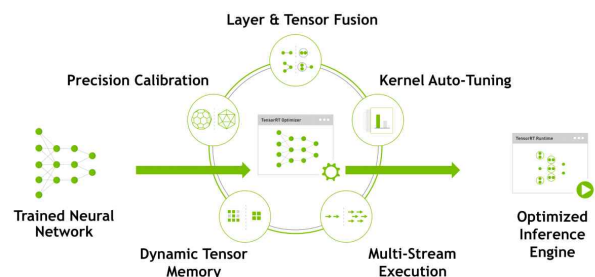 Layer & Tensor Fusion
Precision Calibration
Kernel Auto-Tuning
TensorRT Optimizer
TensorRT Runtime
Trained Neural
Network
Dynamic Tensor
Memory
Multi-Stream
Execution
Optimized
Inference
Engine